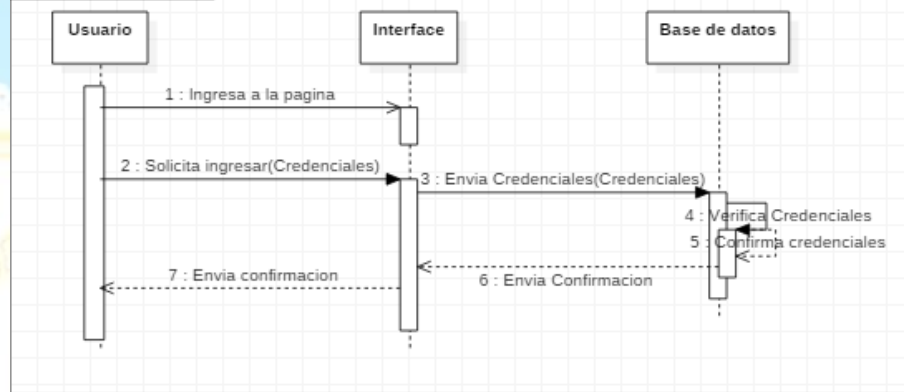 Usuario
Interface
Base de datos
1 : Ingresa a la pagina
2 : Solicita ingresar(Credenciales)
3 : Envia Credenciales(Credenciales)
4 : Verifica Credenciales
5 : Confirma credenciales
6 : Envia Confirmacion
7 : Envia confirmacion